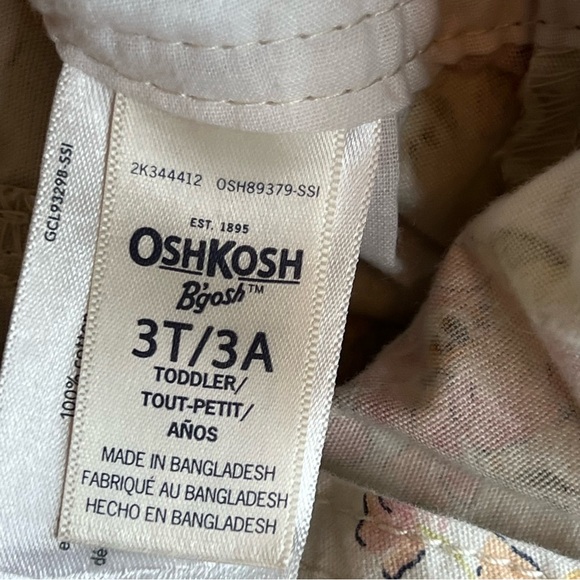 2K344412 OSH89379-SSI
EST. 1895
OSHKOSH
B'gosh™
3T/3A
TODDLER/
TOUT-PETIT/
AÑOS
MADE IN BANGLADESH
FABRIQUÉ AU BANGLADESH
HECHO EN BANGLADESH
GCL93298-SSI
100%